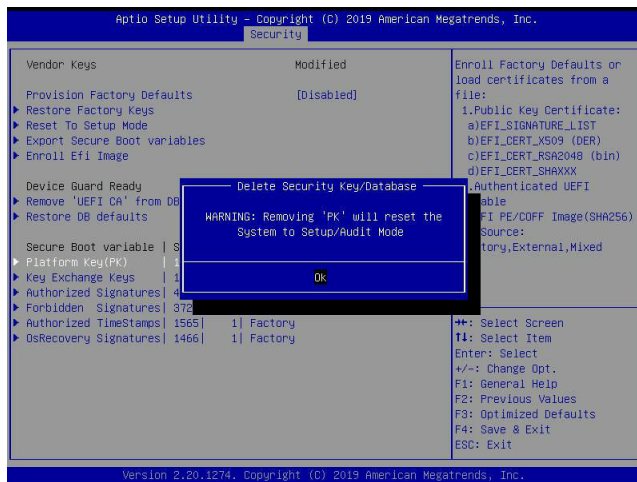 Aptio Setup Utility – Copyright (C) 2019 American Megatrends, Inc.
Security
Vendor Keys Modified
Provision Factory Defaults [Disabled]
Restore Factory Keys
Reset To Setup Mode
Export Secure Boot variables
Enroll Efi Image
Device Guard Ready
Remove 'UEFI CA' from DB
Restore DB defaults
Secure Boot variable | S
Platform Key(PK) | 1
Key Exchange Keys | 1
Authorized Signatures| 4
Forbidden Signatures| 372
Authorized TimeStamps| 1565| 1| Factory
OsRecovery Signatures| 1466| 1| Factory
Delete Security Key/Database
WARNING: Removing 'PK' will reset the
System to Setup/Audit Mode
Ok
Enroll Factory Defaults or
load certificates from a
file:
1.Public Key Certificate:
a)EFI_SIGNATURE_LIST
b)EFI_CERT_X509 (DER)
c)EFI_CERT_RSA2048 (bin)
d)EFI_CERT_SHAXXX
.Authenticated UEFI
able
FI PE/COFF Image(SHA256)
Source:
tory,External,Mixed
→←: Select Screen
↑↓: Select Item
Enter: Select
+/-: Change Opt.
F1: General Help
F2: Previous Values
F3: Optimized Defaults
F4: Save & Exit
ESC: Exit
Version 2.20.1274. Copyright (C) 2019 American Megatrends, Inc.